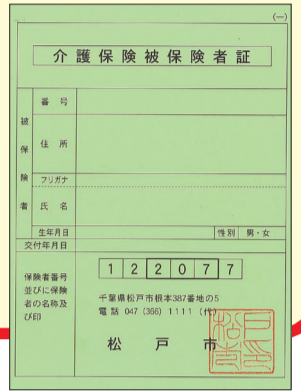 (一)
介護保険被保険者証
被保険者
番号
住所
フリガナ
氏名
生年月日
性別 男・女
交付年月日
保険者番号
並びに保険
者の名称及
び印
1 2 2 0 7 7
千葉県松戸市根本387番地の5
電話 047 (366) 1111 (代)
松戸市